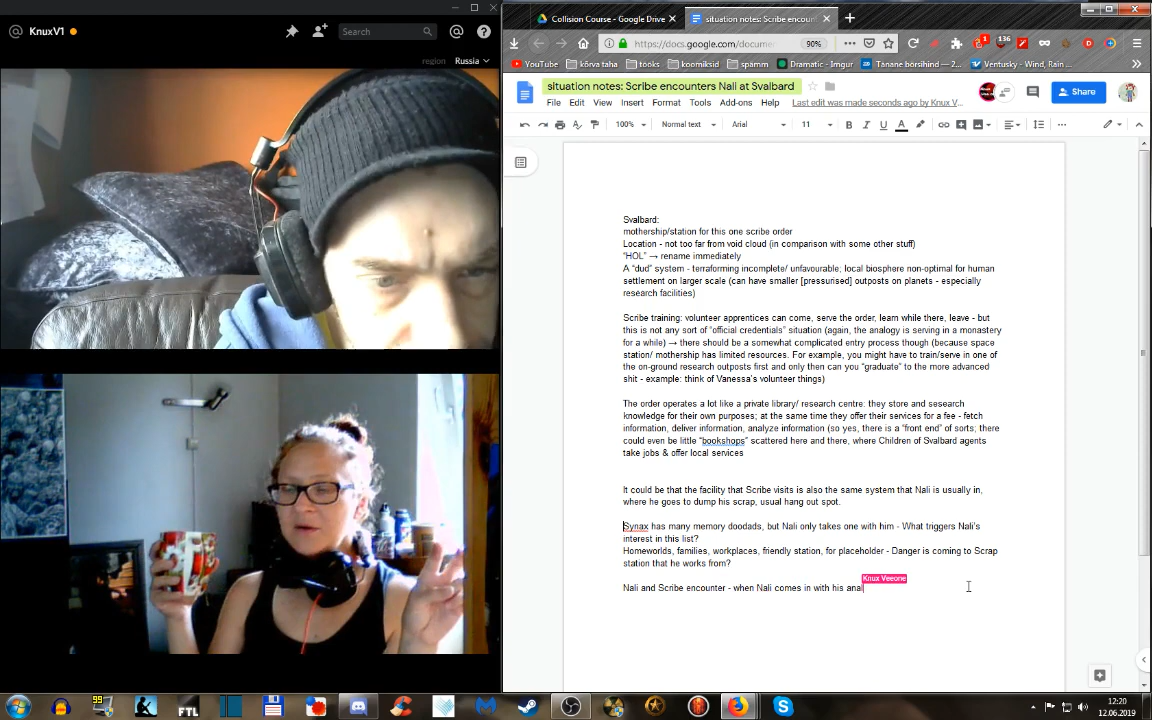 KnuxV1
Search
region Russia
Collision Course - Google Drive
situation notes: Scribe encount
https://docs.google.com/documen
90%
1
136
YouTube
kõrva taha
tööks
koomiksid
spämm
Dramatic - Imgur
Tänane börsihind — 2...
Ventusky - Wind, Rain ...
situation notes: Scribe encounters Nali at Svalbard
File Edit View Insert Format Tools Add-ons Help Last edit was made seconds ago by Knux V...
Share
100% Normal text Arial 11 B I U A
Svalbard:
mothership/station for this one scribe order
Location - not too far from void cloud (in comparison with some other stuff)
"HOL" → rename immediately
A "dud" system - terraforming incomplete/ unfavourable; local biosphere non-optimal for human
settlement on larger scale (can have smaller [pressurised] outposts on planets - especially
research facilities)
Scribe training: volunteer apprentices can come, serve the order, learn while there, leave - but
this is not any sort of "official credentials" situation (again, the analogy is serving in a monastery
for a while) → there should be a somewhat complicated entry process though (because space
station/ mothership has limited resources. For example, you might have to train/serve in one of
the on-ground research outposts first and only then can you "graduate" to the more advanced
shit - example: think of Vanessa's volunteer things)
The order operates a lot like a private library/ research centre: they store and sesearch
knowledge for their own purposes; at the same time they offer their services for a fee - fetch
information, deliver information, analyze information (so yes, there is a "front end" of sorts; there
could even be little "bookshops" scattered here and there, where Children of Svalbard agents
take jobs & offer local services
It could be that the facility that Scribe visits is also the same system that Nali is usually in,
where he goes to dump his scrap, usual hang out spot.
Synax has many memory doodads, but Nali only takes one with him - What triggers Nali's
interest in this list?
Homeworlds, families, workplaces, friendly station, for placeholder - Danger is coming to Scrap
station that he works from?
Knux Veeone
Nali and Scribe encounter - when Nali comes in with his anal
99
FTL
12:20
12.06.2019